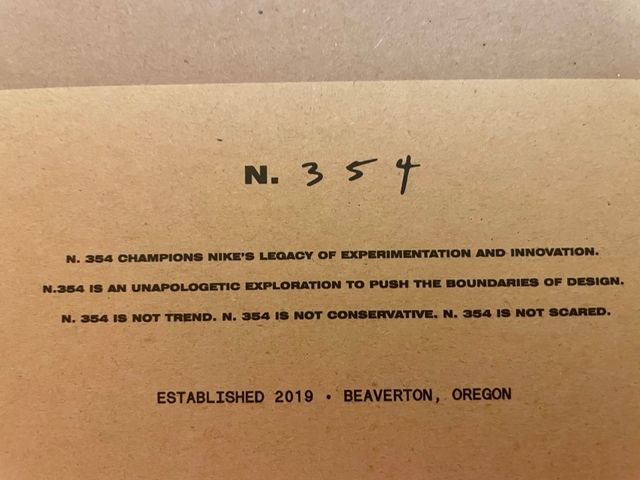 N. 354
N. 354 CHAMPIONS NIKE'S LEGACY OF EXPERIMENTATION AND INNOVATION.
N.354 IS AN UNAPOLOGETIC EXPLORATION TO PUSH THE BOUNDARIES OF DESIGN.
N. 354 IS NOT TREND. N. 354 IS NOT CONSERVATIVE. N. 354 IS NOT SCARED.
ESTABLISHED 2019 • BEAVERTON, OREGON